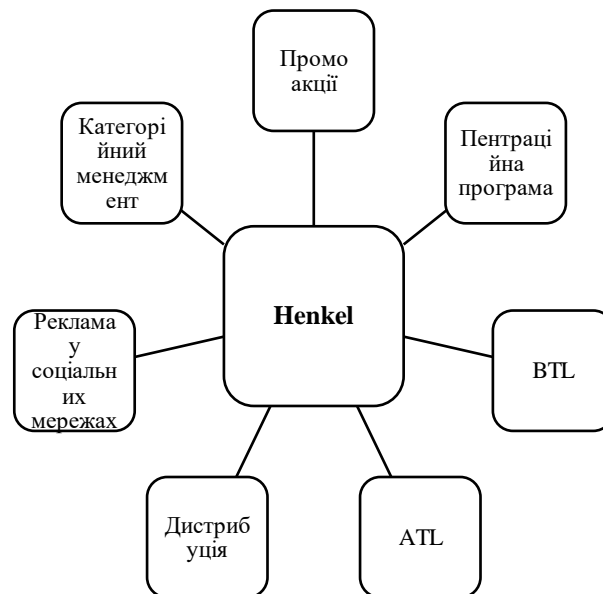 Промо
акції
Пентраці
йна
програма
BTL
ATL
Дистриб
уція
Реклама
у
соціальн
их
мережах
Категорі
йний
менеджм
ент
Henkel